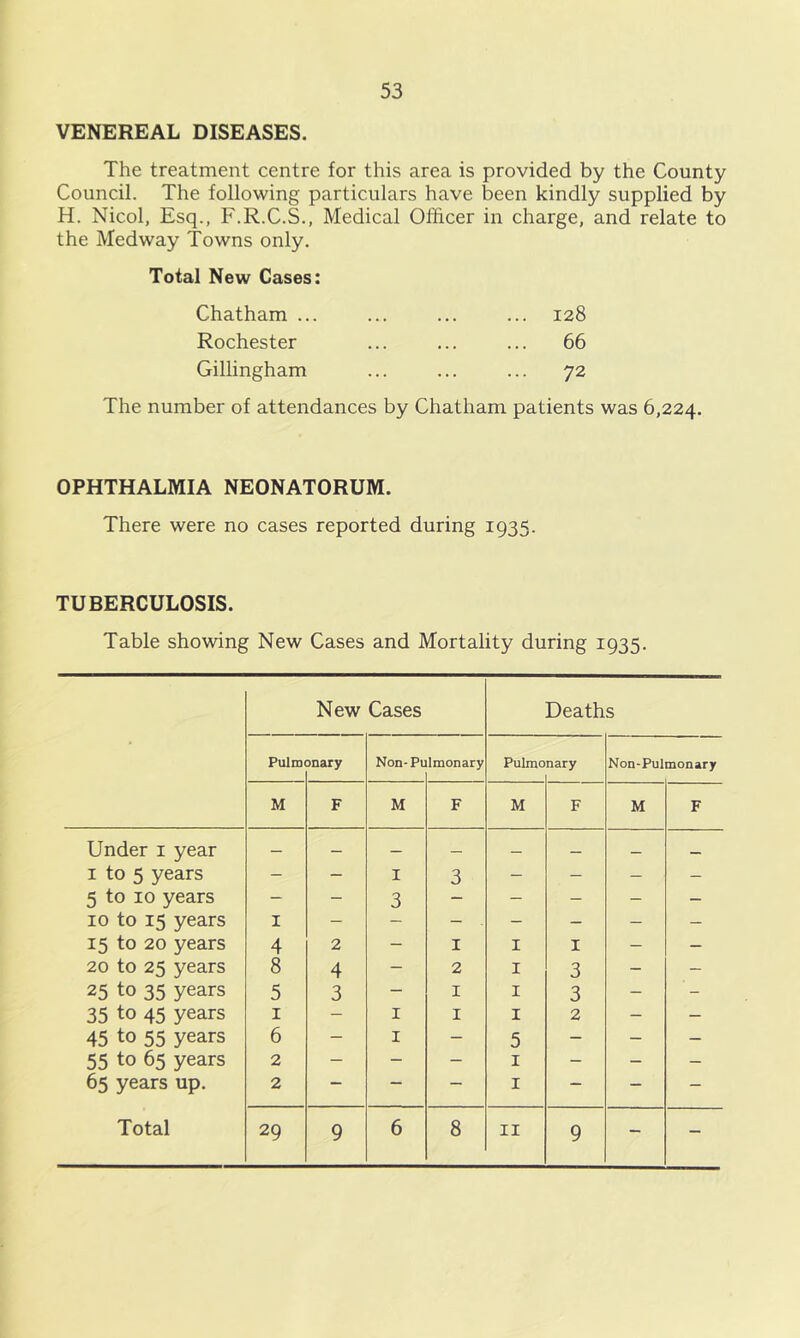 53
VENEREAL DISEASES.
The treatment centre for this area is provided by the County
Council. The following particulars have been kindly supplied by
H. Nicol, Esq., F.R.C.S., Medical Officer in charge, and relate to
the Medway Towns only.
Total New Cases:
Chatham ... ... ... ... 128
Rochester ... ... ... 66
Gillingham ... ... ... 72
The number of attendances by Chatham patients was 6,224.
OPHTHALMIA NEONATORUM.
There were no cases reported during 1935.
TUBERCULOSIS.
Table showing New Cases and Mortality during 1935.
New Cases Deaths
Pulmonary Non-Pulmonary Pulmonary Non-Pulmonary
M F M F M F M F
Under 1 year – – – – – – – –
1 to 5 years – – 1 3 – – – –
5 to 10 years – – 3 – – – – –
10 to 15 years 1 – – – – – – –
15 to 20 years 4 2 – 1 1 1 – –
20 to 25 years 8 4 – 2 1 3 – –
25 to 35 years 5 3 – 1 1 3 – –
35 to 45 years 1 – 1 1 1 2 – –
45 to 55 years 6 – 1 – 5 – – –
55 to 65 years 2 – – – 1 – – –
65 years up. 2 – – – 1 – – –
Total 29 9 6 8 11 9 – –